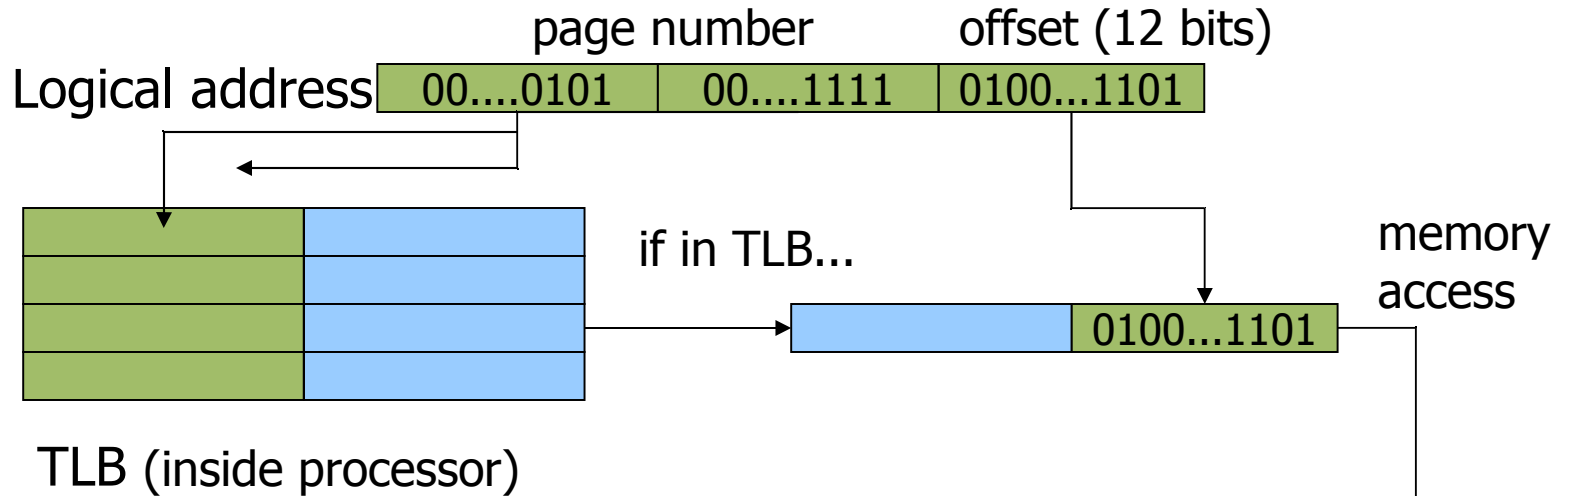 page number offset (12 bits)
Logical address 00....0101 00....1111 0100...1101
if in TLB...
memory
access
0100...1101
TLB (inside processor)